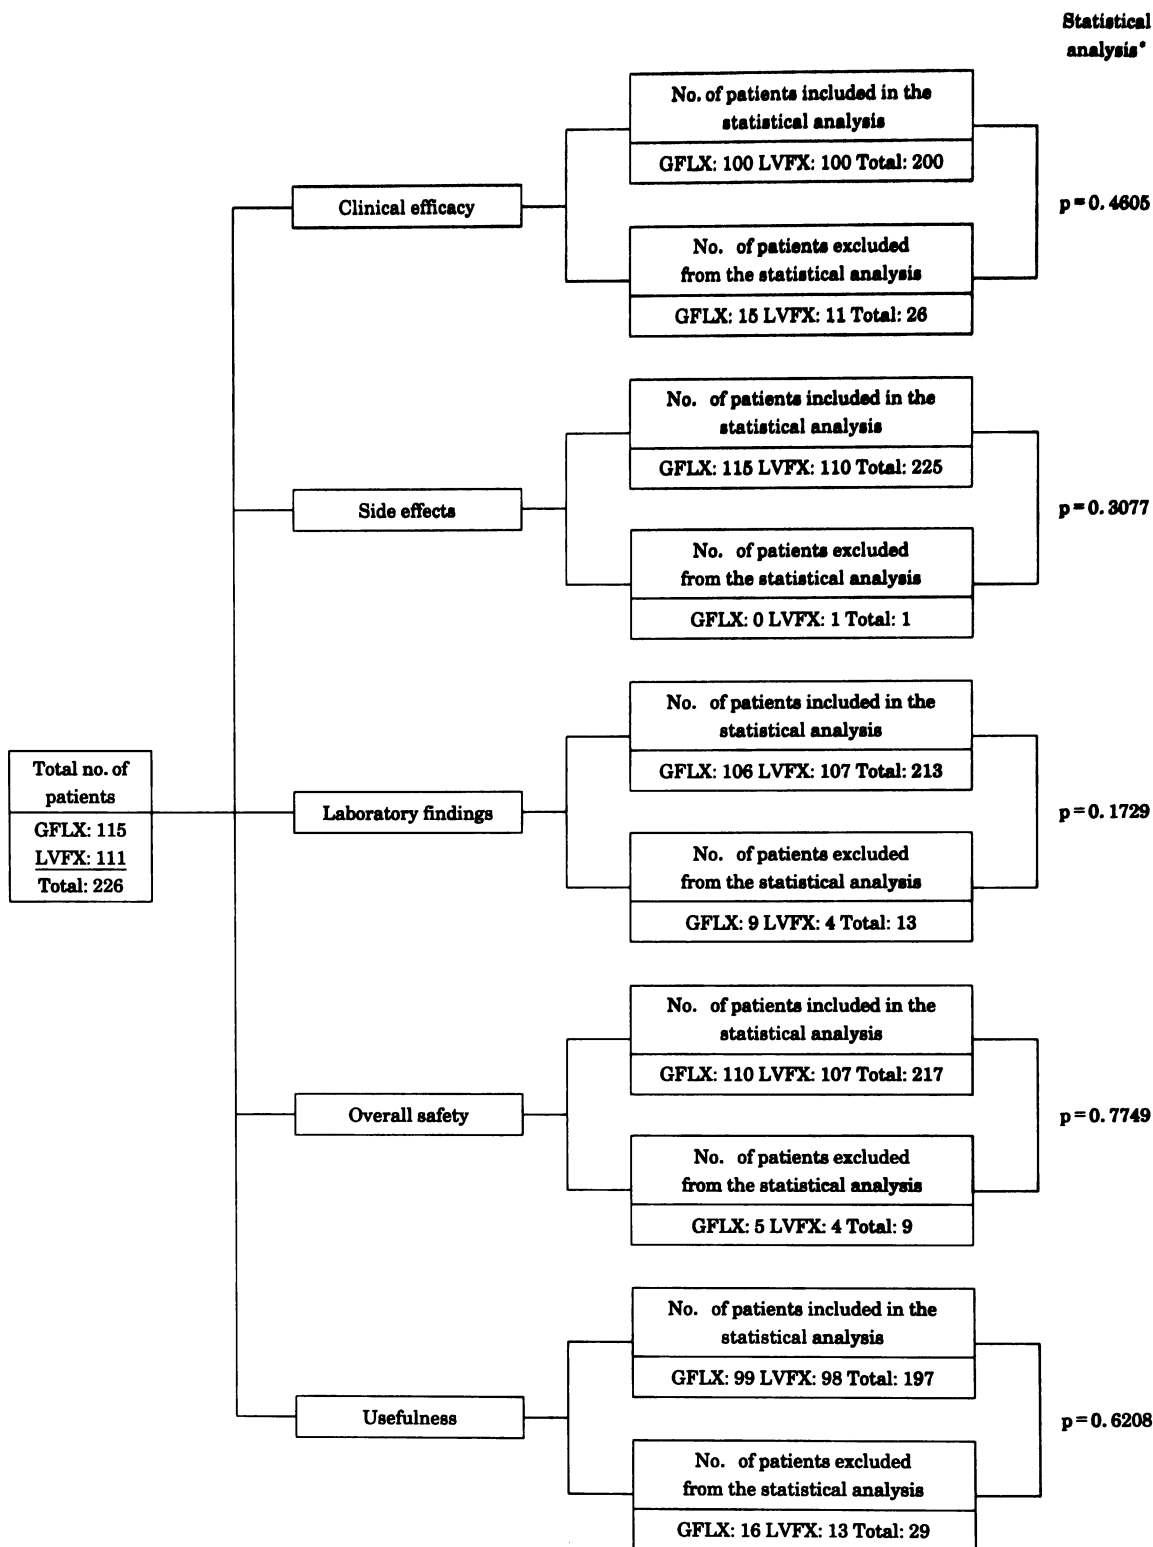 Statistical
analysis*
No. of patients included in the
statistical analysis
GFLX: 100 LVFX: 100 Total: 200
Clinical efficacy
p=0.4605
No. of patients excluded
from the statistical analysis
GFLX: 15 LVFX: 11 Total: 26
No. of patients included in the
statistical analysis
GFLX: 115 LVFX: 110 Total: 225
Side effects
p=0.3077
No. of patients excluded
from the statistical analysis
GFLX: 0 LVFX: 1 Total: 1
No. of patients included in the
statistical analysis
GFLX: 106 LVFX: 107 Total: 213
Total no. of
patients
GFLX: 115
LVFX: 111
Total: 226
Laboratory findings
p=0.1729
No. of patients excluded
from the statistical analysis
GFLX: 9 LVFX: 4 Total: 13
No. of patients included in the
statistical analysis
GFLX: 110 LVFX: 107 Total: 217
Overall safety
p=0.7749
No. of patients excluded
from the statistical analysis
GFLX: 5 LVFX: 4 Total: 9
No. of patients included in the
statistical analysis
GFLX: 99 LVFX: 98 Total: 197
Usefulness
p=0.6208
No. of patients excluded
from the statistical analysis
GFLX: 16 LVFX: 13 Total: 29